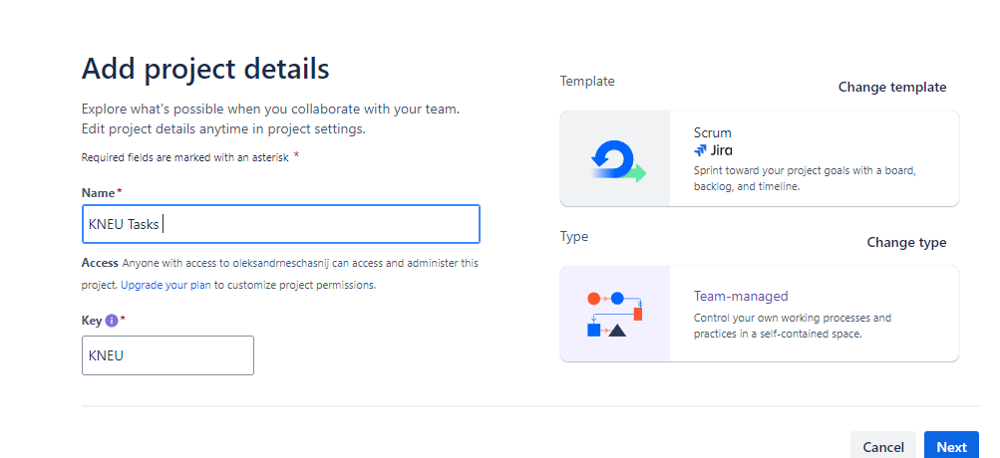 Add project details
Explore what's possible when you collaborate with your team.
Edit project details anytime in project settings.
Required fields are marked with an asterisk *
Name *
KNEU Tasks
Access Anyone with access to oleksandrneschasnij can access and administer this
project. Upgrade your plan to customize project permissions.
Key i *
KNEU
Template
Change template
Scrum
Jira
Sprint toward your project goals with a board,
backlog, and timeline.
Type
Change type
Team-managed
Control your own working processes and
practices in a self-contained space.
Cancel
Next